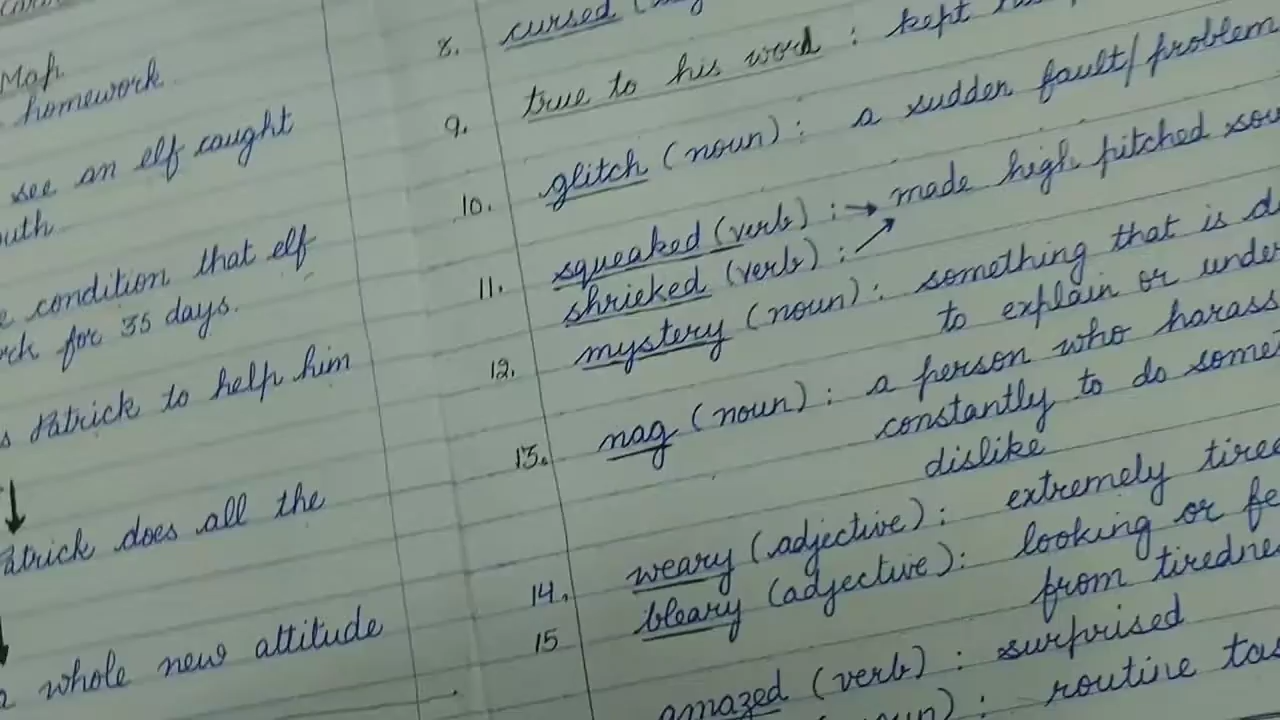 Map
homework
see an elf caught
condition that elf
for 35 days.
Patrick to help him
Patrick does all the
whole new attitude
8. cursed (
true to his word : kept
9.
glitch (noun) : a sudden fault/problem
10.
squeaked (verb) : → made high pitched
11. shrieked (verb) : ↗
mystery (noun) : something that is
to explain or
12.
nag (noun) : a person who
constantly to do
dislike
13.
weary (adjective) : extremely
14. bleary (adjective) : looking or
from
15 amazed (verb) : surprised
: routine